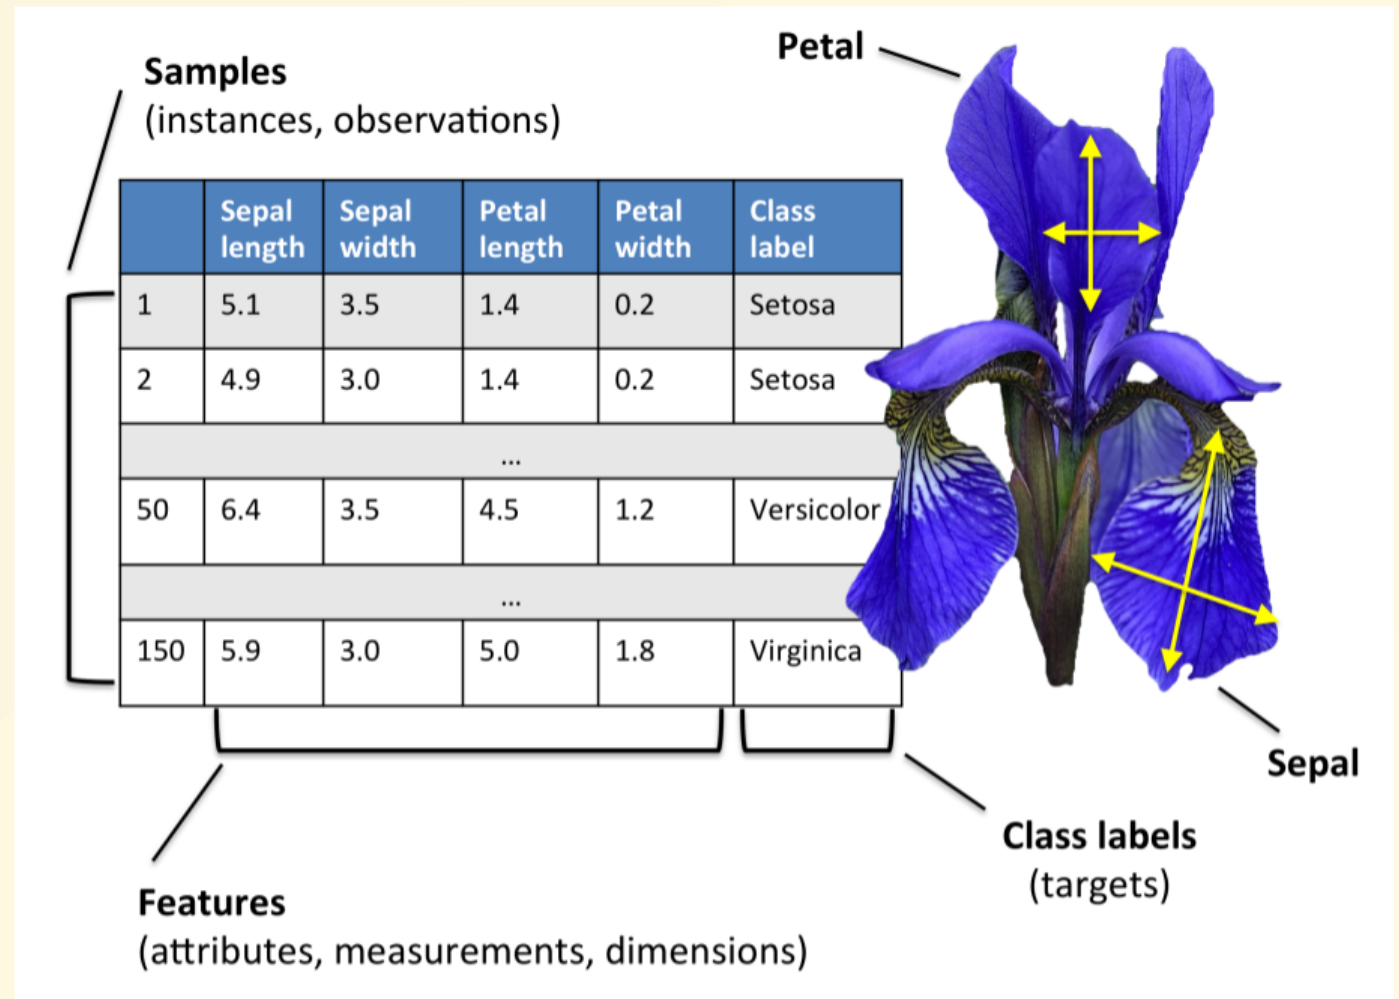 Samples
(instances, observations)
Petal
Sepal length Sepal width Petal length Petal width Class label
1 5.1 3.5 1.4 0.2 Setosa
2 4.9 3.0 1.4 0.2 Setosa
...
50 6.4 3.5 4.5 1.2 Versicolor
...
150 5.9 3.0 5.0 1.8 Virginica
Sepal
Class labels
(targets)
Features
(attributes, measurements, dimensions)